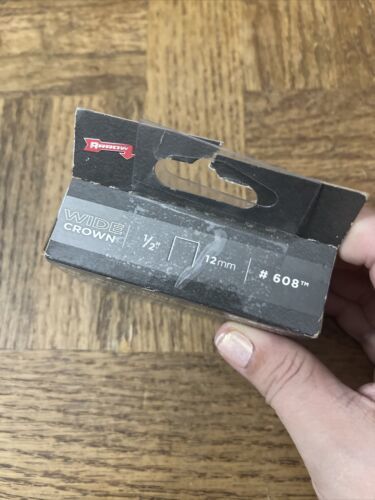 ARROW
WIDE
CROWN
1/2"
12mm
# 608™